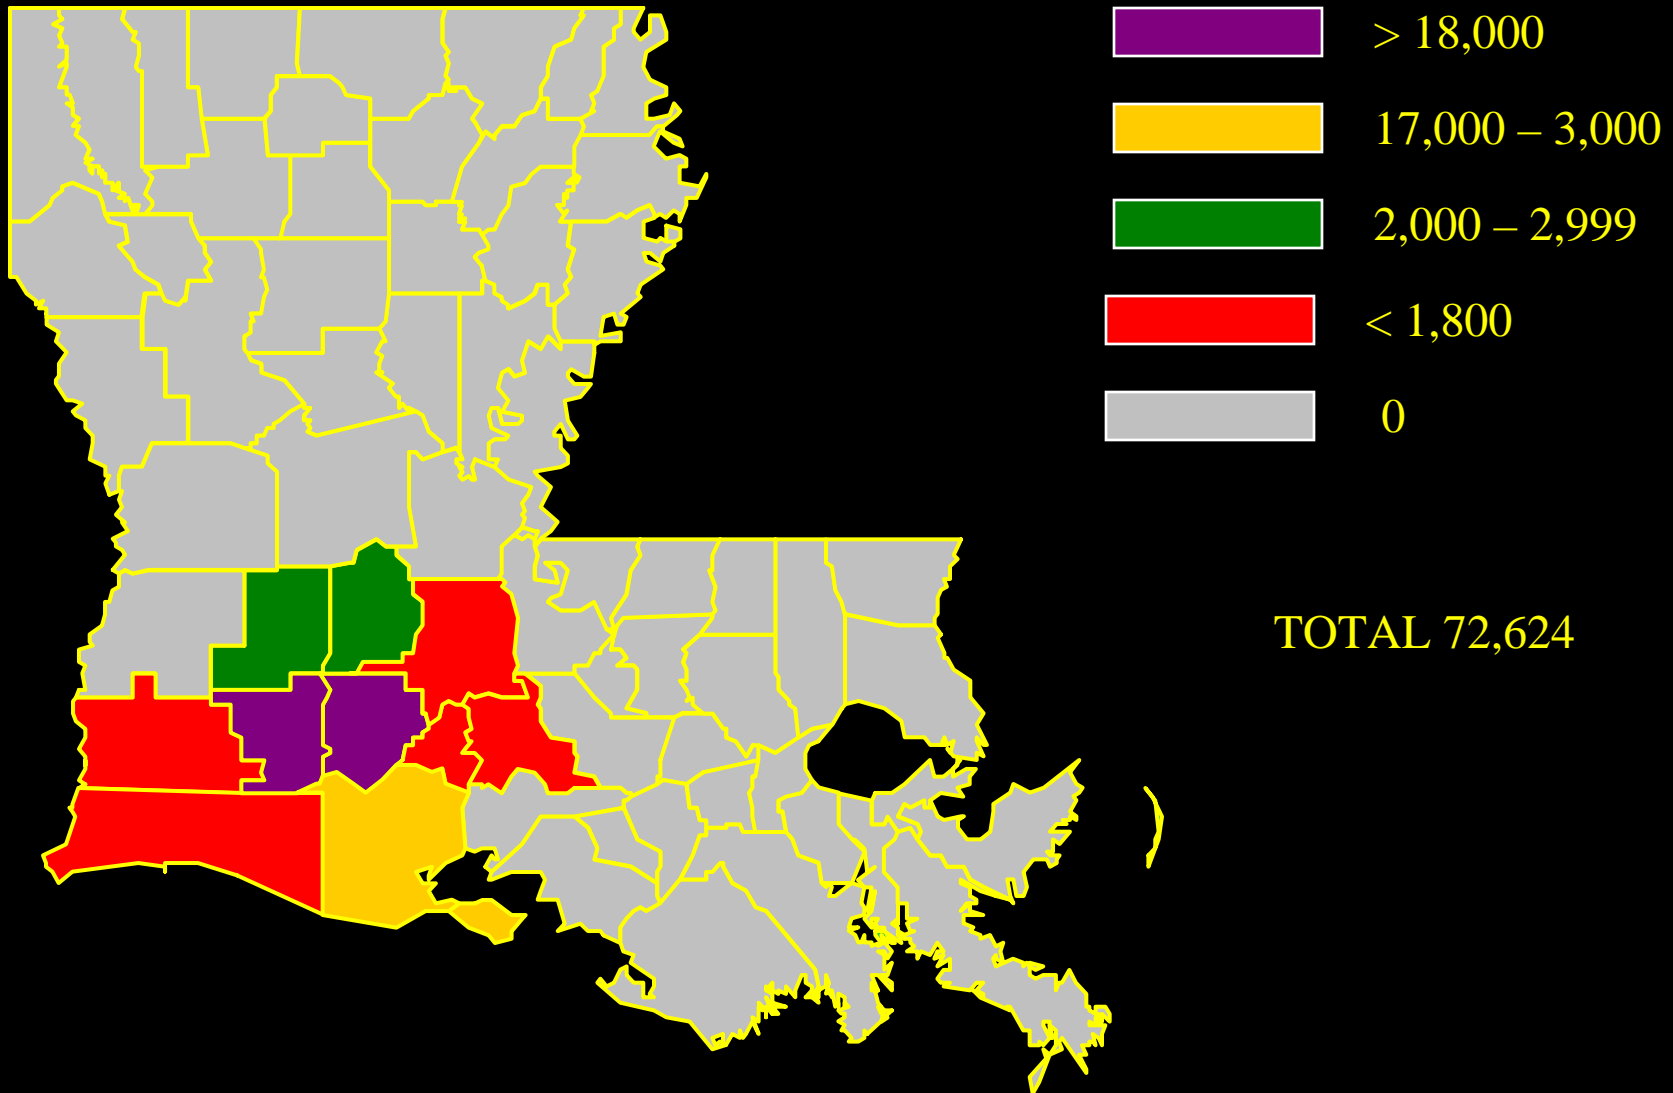 > 18,000
17,000 – 3,000
2,000 – 2,999
< 1,800
0
TOTAL 72,624